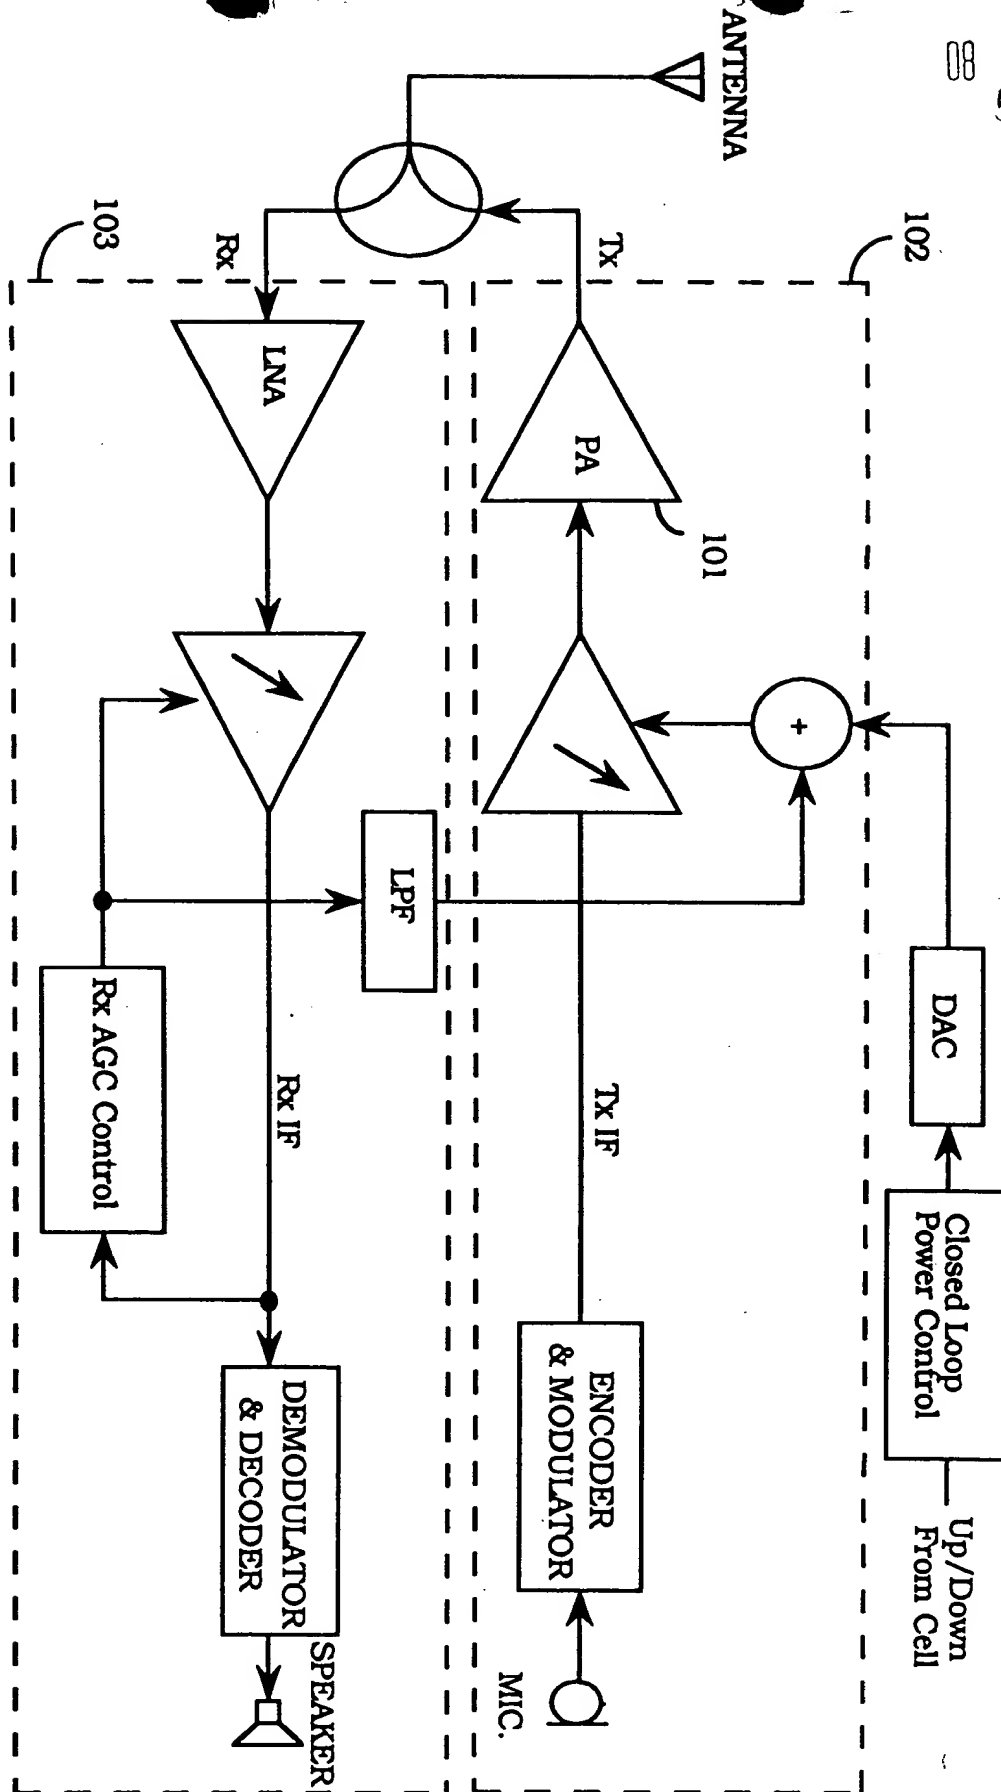 ANTENNA
102
Tx
PA
101
+
DAC
Closed Loop
Power Control
Up/Down
From Cell
Tx IF
ENCODER
& MODULATOR
MIC.
103
Rx
LNA
LPF
Rx AGC Control
Rx IF
DEMODULATOR
& DECODER
SPEAKER